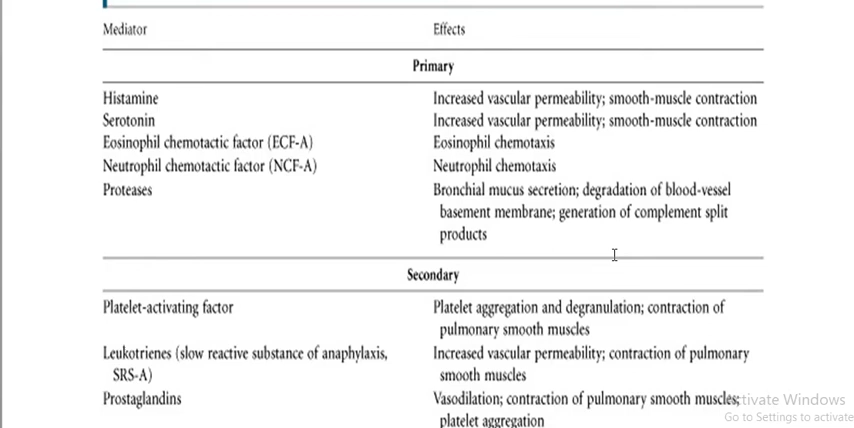 Mediator Effects
Primary
Histamine Increased vascular permeability; smooth-muscle contraction
Serotonin Increased vascular permeability; smooth-muscle contraction
Eosinophil chemotactic factor (ECF-A) Eosinophil chemotaxis
Neutrophil chemotactic factor (NCF-A) Neutrophil chemotaxis
Proteases Bronchial mucus secretion; degradation of blood-vessel
basement membrane; generation of complement split
products
Secondary
Platelet-activating factor Platelet aggregation and degranulation; contraction of
pulmonary smooth muscles
Leukotrienes (slow reactive substance of anaphylaxis, Increased vascular permeability; contraction of pulmonary
SRS-A) smooth muscles
Prostaglandins Vasodilation; contraction of pulmonary smooth muscles;
platelet aggregation
Activate Windows
Go to Settings to activate